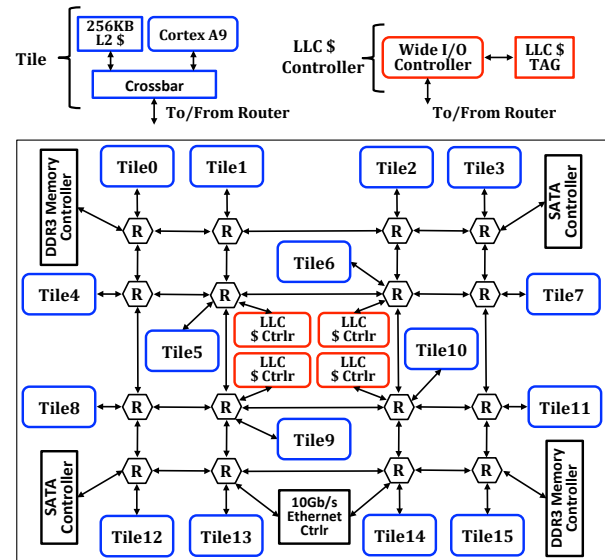 256KB
L2 $
Cortex A9
Tile
Crossbar
To/From Router
LLC $
Controller
Wide I/O
Controller
LLC $
TAG
To/From Router
DDR3 Memory
Controller
Tile0
Tile1
Tile2
Tile3
SATA
Controller
R
R
R
R
Tile6
Tile4
R
R
R
R
Tile7
LLC
$ Ctrlr
LLC
$ Ctrlr
Tile5
Tile10
LLC
$ Ctrlr
LLC
$ Ctrlr
Tile8
R
R
R
R
Tile11
Tile9
SATA
Controller
R
R
R
R
DDR3 Memory
Controller
10Gb/s
Ethernet
Ctrlr
Tile12
Tile13
Tile14
Tile15